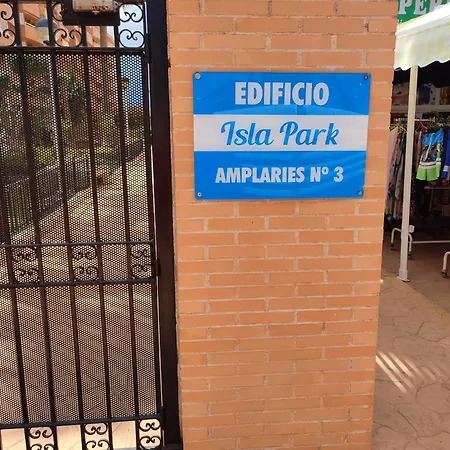 EDIFICIO
Isla Park
AMPLARIES Nº 3